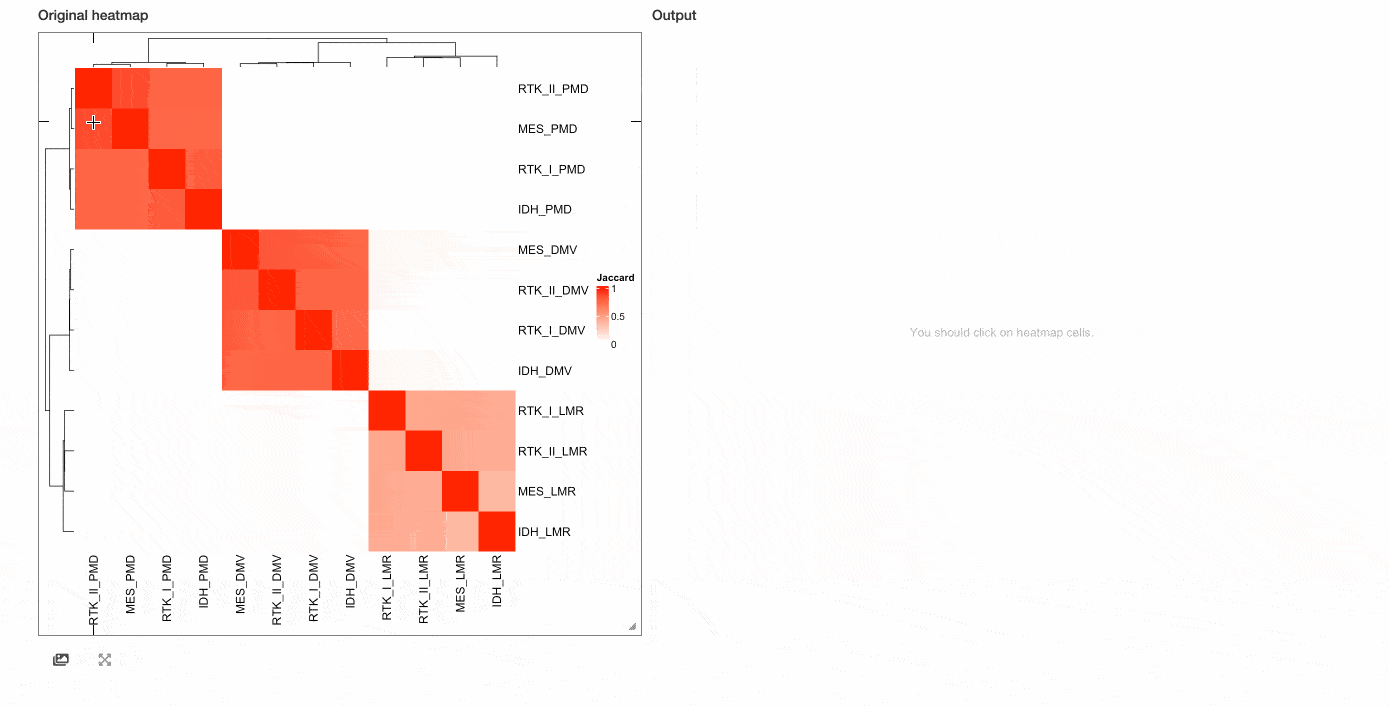 Original heatmap
Output
RTK_II_PMD
MES_PMD
RTK_I_PMD
IDH_PMD
MES_DMV
RTK_II_DMV
RTK_I_DMV
IDH_DMV
RTK_I_LMR
RTK_II_LMR
MES_LMR
IDH_LMR
Jaccard
1
0.5
0
You should click on heatmap cells.
RTK_II_PMD
MES_PMD
RTK_I_PMD
IDH_PMD
MES_DMV
RTK_II_DMV
RTK_I_DMV
IDH_DMV
RTK_I_LMR
RTK_II_LMR
MES_LMR
IDH_LMR